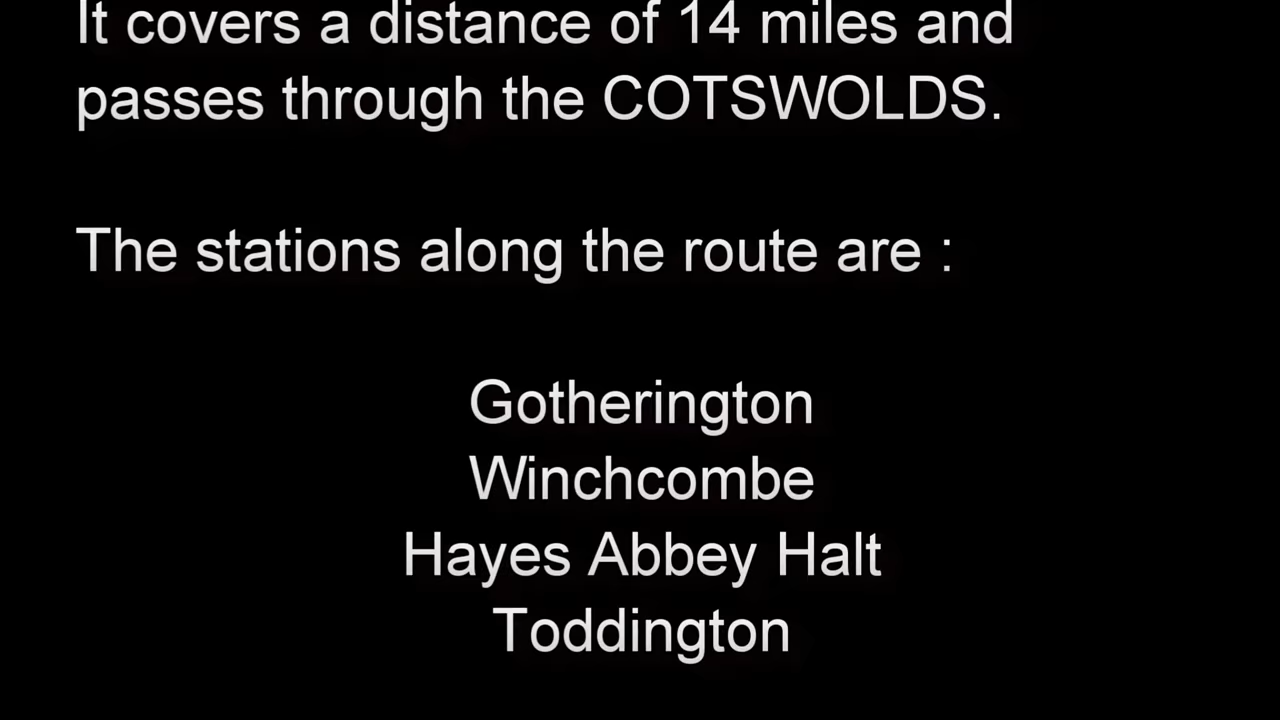 It covers a distance of 14 miles and
passes through the COTSWOLDS.
The stations along the route are :
Gotherington
Winchcombe
Hayes Abbey Halt
Toddington